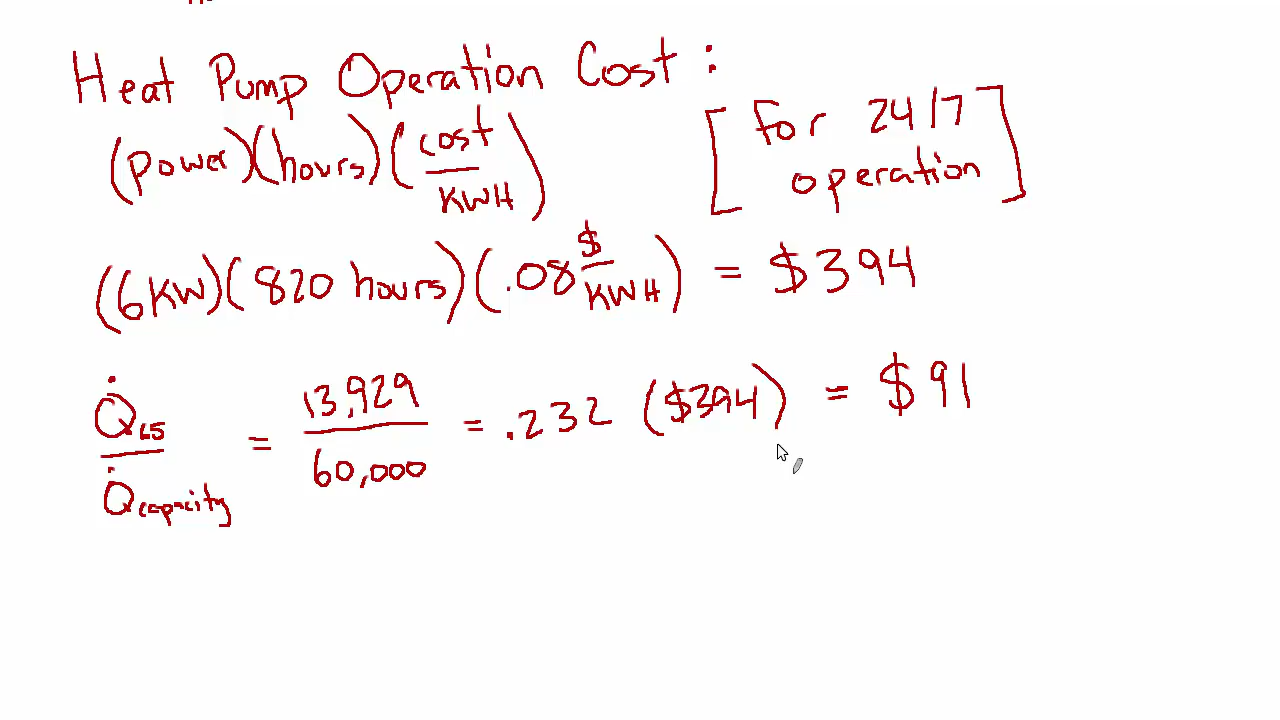 Heat Pump Operation Cost :
(power)(hours)(cost/KWH)
[For 24/7
operation]
(6KW)(820 hours)(.08 $/KWH) = $394
Q̇LS/Q̇capacity = 13,929/60,000 = .232 ($394) = $91